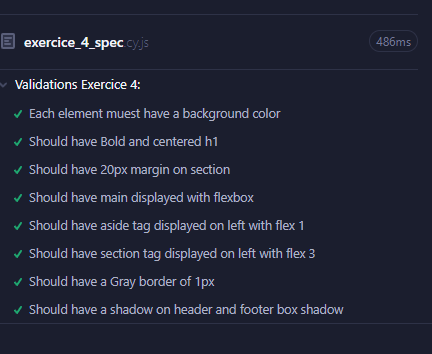 exercice_4_spec.cy.js
486ms
Validations Exercice 4:
Each element muest have a background color
Should have Bold and centered h1
Should have 20px margin on section
Should have main displayed with flexbox
Should have aside tag displayed on left with flex 1
Should have section tag displayed on left with flex 3
Should have a Gray border of 1px
Should have a shadow on header and footer box shadow